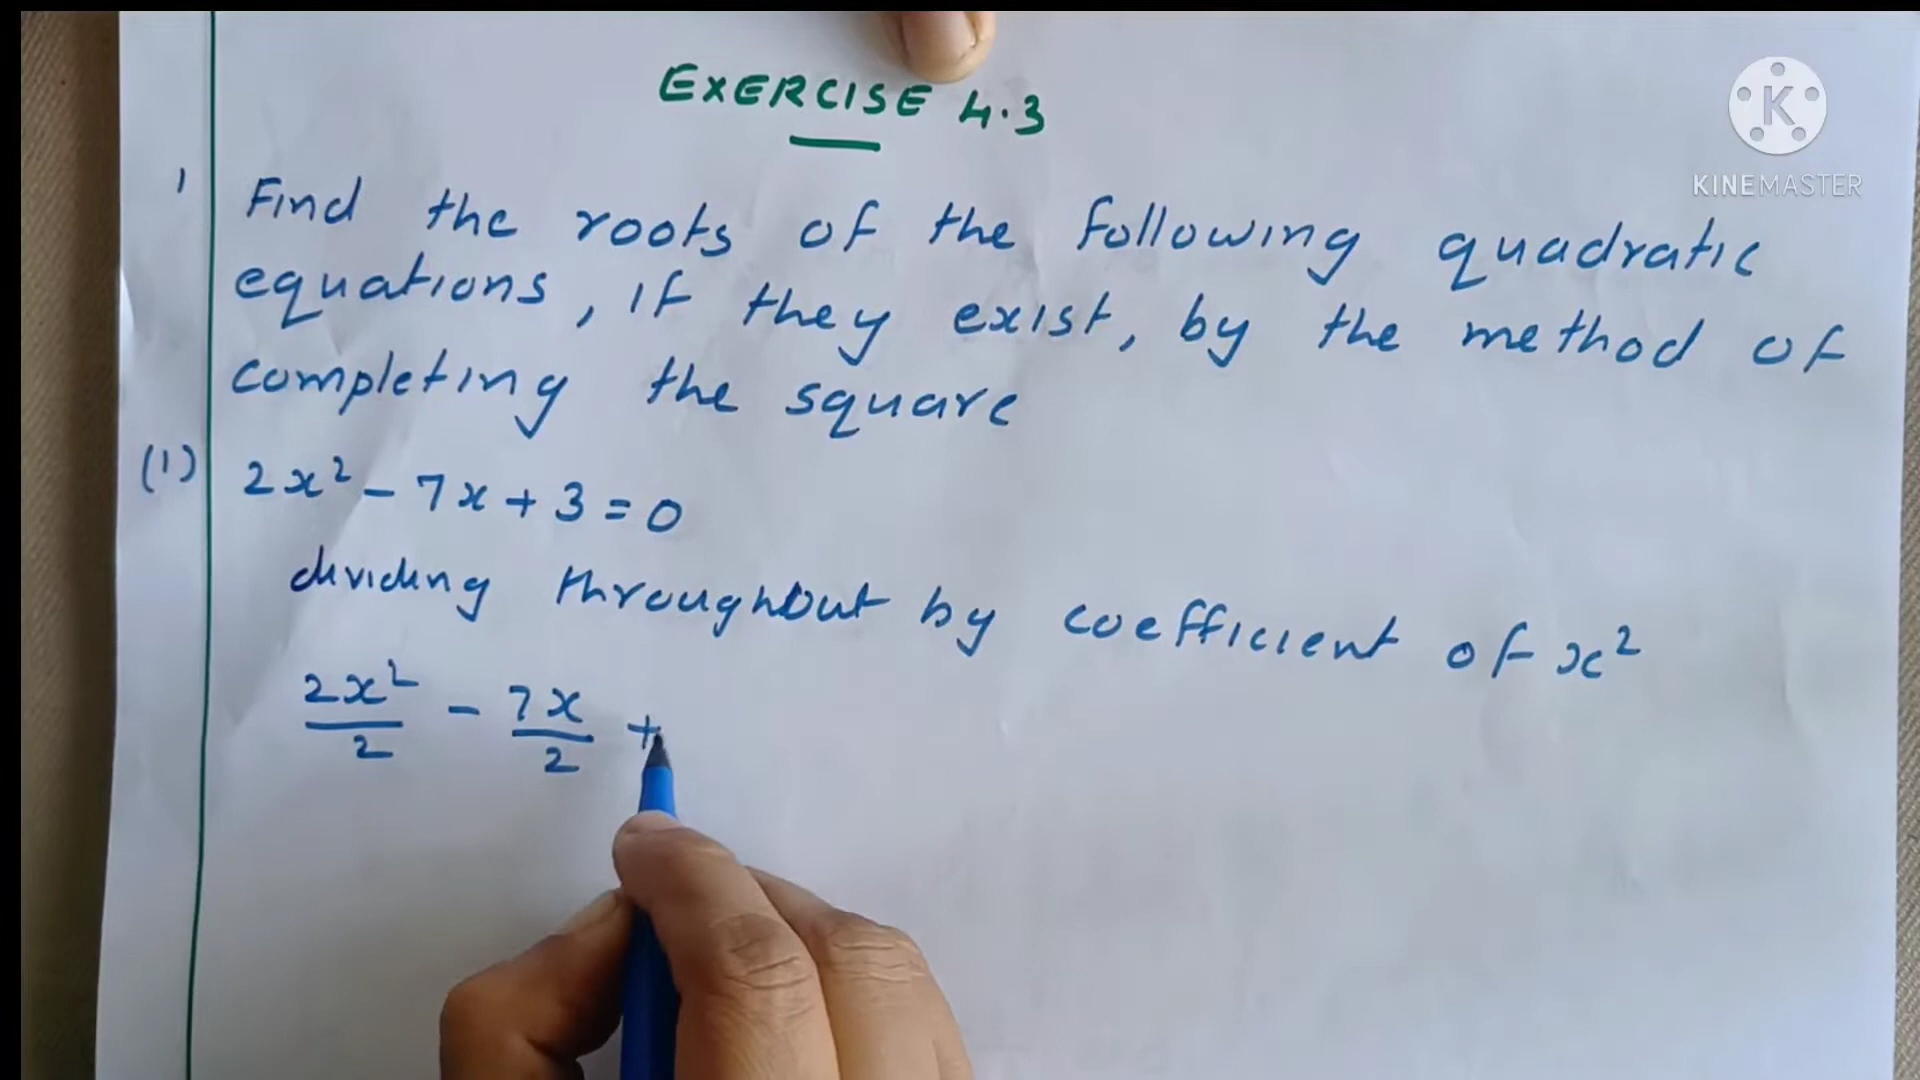 EXERCISE 4.3
K
KINEMASTER
1 Find the roots of the following quadratic
equations, if they exist, by the method of
completing the square
(1) 2x² - 7x + 3 = 0
dividing throughout by coefficient of x²
2x²/2 - 7x/2 +